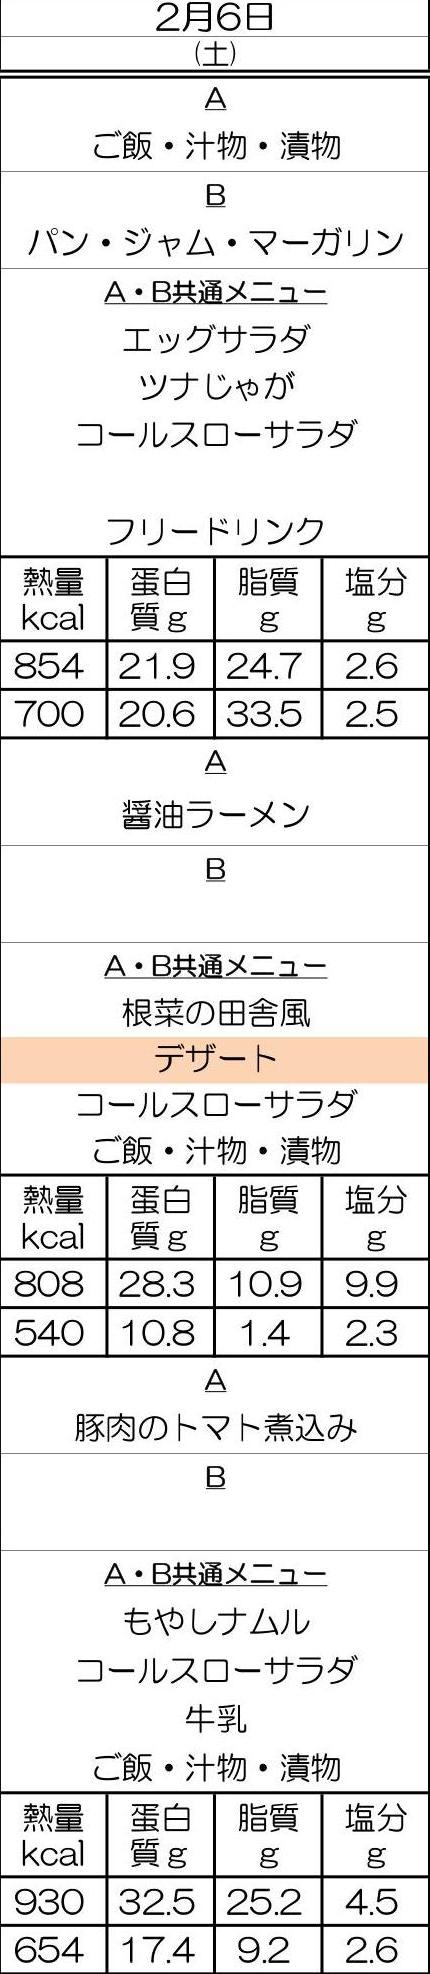 2月6日
(土)
A
ご飯・汁物・漬物
B
パン・ジャム・マーガリン
A・B共通メニュー
エッグサラダ
ツナじゃが
コールスローサラダ
フリードリンク
熱量 蛋白 脂質 塩分
kcal 質g g g
854 21.9 24.7 2.6
700 20.6 33.5 2.5
A
醤油ラーメン
B
A・B共通メニュー
根菜の田舎風
デザート
コールスローサラダ
ご飯・汁物・漬物
熱量 蛋白 脂質 塩分
kcal 質g g g
808 28.3 10.9 9.9
540 10.8 1.4 2.3
A
豚肉のトマト煮込み
B
A・B共通メニュー
もやしナムル
コールスローサラダ
牛乳
ご飯・汁物・漬物
熱量 蛋白 脂質 塩分
kcal 質g g g
930 32.5 25.2 4.5
654 17.4 9.2 2.6